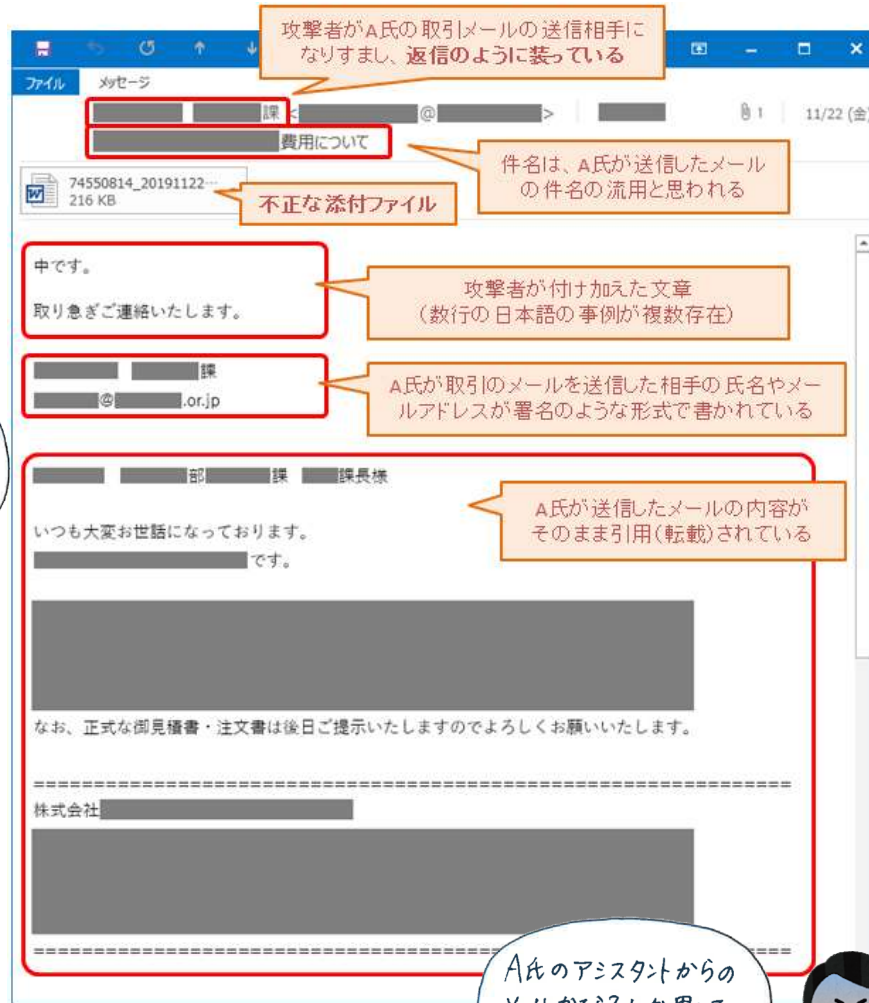 攻撃者がA氏の取引メールの送信相手に
なりすまし、返信のように装っている
ファイル メッセージ
課 < @ > 1 11/22 (金)
費用について
件名は、A氏が送信したメール
の件名の流用と思われる
74550814_20191122…
216 KB
不正な添付ファイル
中です。
取り急ぎご連絡いたします。
攻撃者が付け加えた文章
(数行の日本語の事例が複数存在)
課
@ .or.jp
A氏が取引のメールを送信した相手の氏名やメー
ルアドレスが署名のような形式で書かれている
部 課 課長様
A氏が送信したメールの内容が
そのまま引用(転載)されている
いつも大変お世話になっております。
です。
なお、正式な御見積書・注文書は後日ご提示いたしますのでよろしくお願いいたします。
===============================================================
株式会社
===============================================================
A氏のアシスタントからの